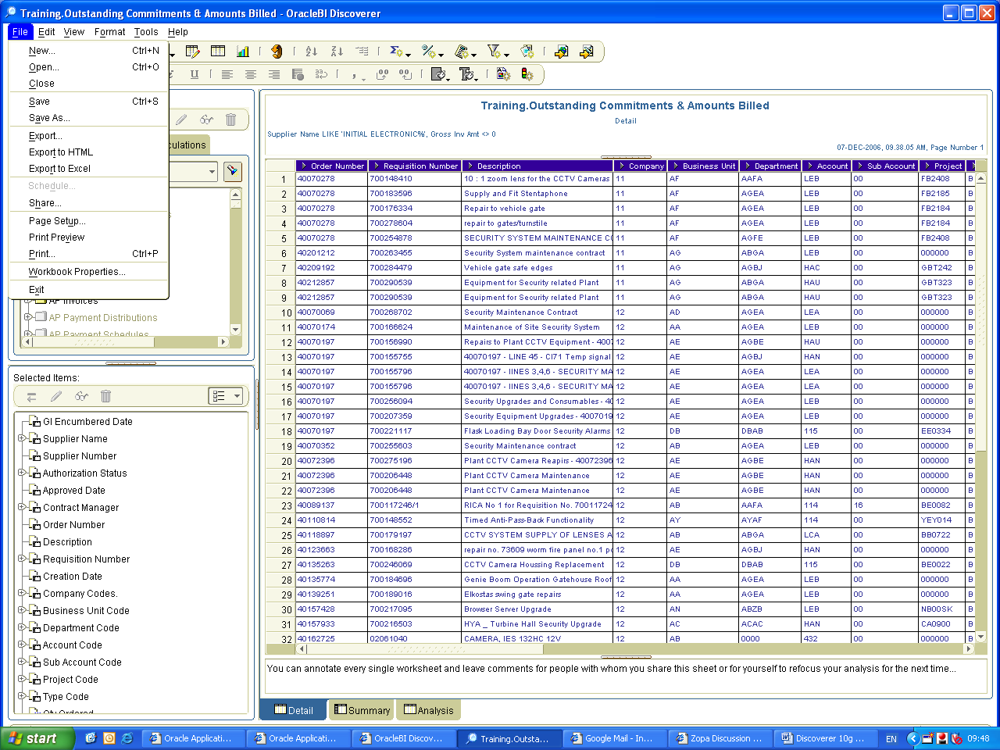 Training.Outstanding Commitments & Amounts Billed - OracleBI Discoverer
File Edit View Format Tools Help
New... Ctrl+N
Open... Ctrl+O
Close
Save Ctrl+S
Save As...
Export...
Export to HTML
Export to Excel
Schedule...
Share...
Page Setup...
Print Preview
Print... Ctrl+P
Workbook Properties...
Exit
culations
AP Invoices
AP Payment Distributions
AP Payment Schedules
Selected Items:
Gl Encumbered Date
Supplier Name
Supplier Number
Authorization Status
Approved Date
Contract Manager
Order Number
Description
Requisition Number
Creation Date
Company Codes.
Business Unit Code
Department Code
Account Code
Sub Account Code
Project Code
Type Code
Qty Ordered
Training.Outstanding Commitments & Amounts Billed
Detail
Supplier Name LIKE 'INITIAL ELECTRONIC%', Gross Inv Amt <> 0
07-DEC-2006, 09.38.05 AM, Page Number 1
Order Number Requisition Number Description Company Business Unit Department Account Sub Account Project
1 40070278 700148410 10 : 1 zoom lens for the CCTV Cameras 11 AF AAFA LEB 00 FB2408 B
2 40070278 700183596 Supply and Fit Stentaphone 11 AF AGEA LEB 00 FB2185 B
3 40070278 700176334 Repair to vehicle gate 11 AF AGEA LEB 00 FB2184 B
4 40070278 700278604 repair to gates/turnstile 11 AF AGEA LEB 00 FB2184 B
5 40070278 700254878 SECURITY SYSTEM MAINTENANCE CO 11 AF AGFE LEB 00 FB2408 B
6 40201212 700263455 Security System maintenance contract 11 AG ABGA LEB 00 000000 B
7 40209192 700284479 Vehicle gate safe edges 11 AG AGBJ HAC 00 GBT242 B
8 40212857 700290539 Equipment for Security related Plant 11 AG ABGA HAU 00 GBT323 B
9 40212857 700290539 Equipment for Security related Plant 11 AG ABGA HAU 00 GBT323 B
10 40070069 700268702 Security Maintenance Contract 12 AD AGEA LEA 00 000000 B
11 40070174 700166624 Maintenance of Site Security System 12 AA AGEA LEB 00 000000 B
12 40070197 700156990 Repairs to Plant CCTV Equipment - 4007 12 AE AGBE HAU 00 000000 B
13 40070197 700155755 40070197 - LINE 45 - CI71 Temp signal 12 AE AGBJ HAN 00 000000 B
14 40070197 700155796 40070197 - lINES 3,4,6 - SECURITY MA 12 AE AGEA LEA 00 000000 B
15 40070197 700155796 40070197 - lINES 3,4,6 - SECURITY MA 12 AE AGEA LEA 00 000000 B
16 40070197 700256094 Security Upgrades and Consumables - 40 12 AE AGEA LEB 00 000000 B
17 40070197 700207359 Security Equipment Upgrades - 4007019 12 AE AGEA LEB 00 000000 B
18 40070197 700221117 Flask Loading Bay Door Security Alarms 12 DB DBAB 115 00 EE0334 B
19 40070352 700255603 Security Maintenance contract 12 AB AGEA LEB 00 000000 B
20 40072396 700275196 Plant CCTV Camera Reapirs - 40072396 12 AE AGBE HAN 00 000000 B
21 40072396 700206448 Plant CCTV Camera Maintenance 12 AE AGBE HAN 00 000000 B
22 40072396 700206448 Plant CCTV Camera Maintenance 12 AE AGBE HAN 00 000000 B
23 40089137 700117246/1 RICA No 1 for Requisition No. 70011724 12 AB AAFA 114 16 BE0082 B
24 40110814 700148552 Timed Anti-Pass-Back Functionality 12 AY AYAF 114 00 YEY014 B
25 40118897 700179197 CCTV SYSTEM SUPPLY OF LENSES A 12 AB ABGA LCA 00 BB0722 B
26 40123663 700168286 repair no. 73609 worm fire panel no.1 po 12 AE AGBJ HAN 00 000000 B
27 40135263 700246069 CCTV Camera Houssing Replacement 12 DB DBAB 115 00 BE0022 B
28 40135774 700184696 Genie Boom Operation Gatehouse Roof 12 AA AGEA LEB 00 000000 B
29 40139251 700189016 Elkostas swing gate repairs 12 AA AGEA LEB 00 000000 B
30 40157428 700217095 Browser Server Upgrade 12 AN ABZB LEB 00 NB00SK B
31 40157933 700216503 HYA _ Turbine Hall Security Upgrade 12 AC ACAC HAN 00 CA0900 B
32 40162725 02061040 CAMERA, IES 132HC 12V 12 AB 0000 432 00 000000 B
You can annotate every single worksheet and leave comments for people with whom you share this sheet or for yourself to refocus your analysis for the next time...
Detail Summary Analysis
start Oracle Applicati... Oracle Applicati... OracleBI Discov... Training.Outsta... Google Mail - In... Zopa Discussion ... Discoverer 10g ... EN 09:48